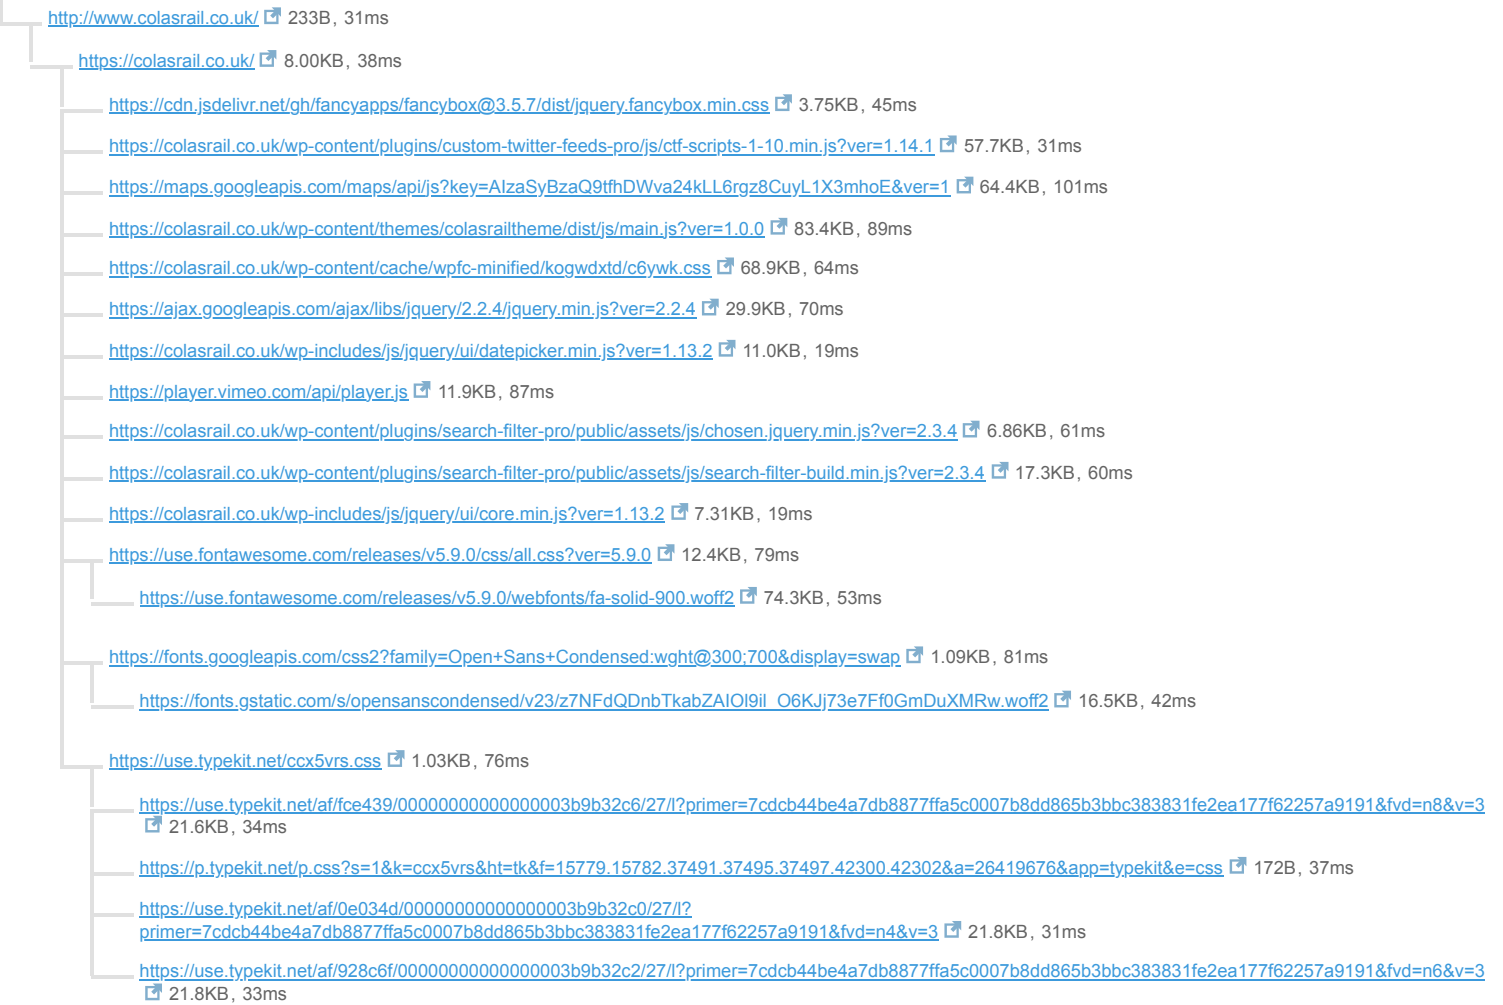 http://www.colasrail.co.uk/ 233B, 31ms
https://colasrail.co.uk/ 8.00KB, 38ms
https://cdn.jsdelivr.net/gh/fancyapps/fancybox@3.5.7/dist/jquery.fancybox.min.css 3.75KB, 45ms
https://colasrail.co.uk/wp-content/plugins/custom-twitter-feeds-pro/js/ctf-scripts-1-10.min.js?ver=1.14.1 57.7KB, 31ms
https://maps.googleapis.com/maps/api/js?key=AIzaSyBzaQ9tfhDWva24kLL6rgz8CuyL1X3mhoE&ver=1 64.4KB, 101ms
https://colasrail.co.uk/wp-content/themes/colasrailtheme/dist/js/main.js?ver=1.0.0 83.4KB, 89ms
https://colasrail.co.uk/wp-content/cache/wpfc-minified/kogwdxtd/c6ywk.css 68.9KB, 64ms
https://ajax.googleapis.com/ajax/libs/jquery/2.2.4/jquery.min.js?ver=2.2.4 29.9KB, 70ms
https://colasrail.co.uk/wp-includes/js/jquery/ui/datepicker.min.js?ver=1.13.2 11.0KB, 19ms
https://player.vimeo.com/api/player.js 11.9KB, 87ms
https://colasrail.co.uk/wp-content/plugins/search-filter-pro/public/assets/js/chosen.jquery.min.js?ver=2.3.4 6.86KB, 61ms
https://colasrail.co.uk/wp-content/plugins/search-filter-pro/public/assets/js/search-filter-build.min.js?ver=2.3.4 17.3KB, 60ms
https://colasrail.co.uk/wp-includes/js/jquery/ui/core.min.js?ver=1.13.2 7.31KB, 19ms
https://use.fontawesome.com/releases/v5.9.0/css/all.css?ver=5.9.0 12.4KB, 79ms
https://use.fontawesome.com/releases/v5.9.0/webfonts/fa-solid-900.woff2 74.3KB, 53ms
https://fonts.googleapis.com/css2?family=Open+Sans+Condensed:wght@300;700&display=swap 1.09KB, 81ms
https://fonts.gstatic.com/s/opensanscondensed/v23/z7NFdQDnbTkabZAIOl9il_O6KJj73e7Ff0GmDuXMRw.woff2 16.5KB, 42ms
https://use.typekit.net/ccx5vrs.css 1.03KB, 76ms
https://use.typekit.net/af/fce439/00000000000000003b9b32c6/27/l?primer=7cdcb44be4a7db8877ffa5c0007b8dd865b3bbc383831fe2ea177f62257a9191&fvd=n8&v=3
21.6KB, 34ms
https://p.typekit.net/p.css?s=1&k=ccx5vrs&ht=tk&f=15779.15782.37491.37495.37497.42300.42302&a=26419676&app=typekit&e=css 172B, 37ms
https://use.typekit.net/af/0e034d/00000000000000003b9b32c0/27/l?
primer=7cdcb44be4a7db8877ffa5c0007b8dd865b3bbc383831fe2ea177f62257a9191&fvd=n4&v=3 21.8KB, 31ms
https://use.typekit.net/af/928c6f/00000000000000003b9b32c2/27/l?primer=7cdcb44be4a7db8877ffa5c0007b8dd865b3bbc383831fe2ea177f62257a9191&fvd=n6&v=3
21.8KB, 33ms